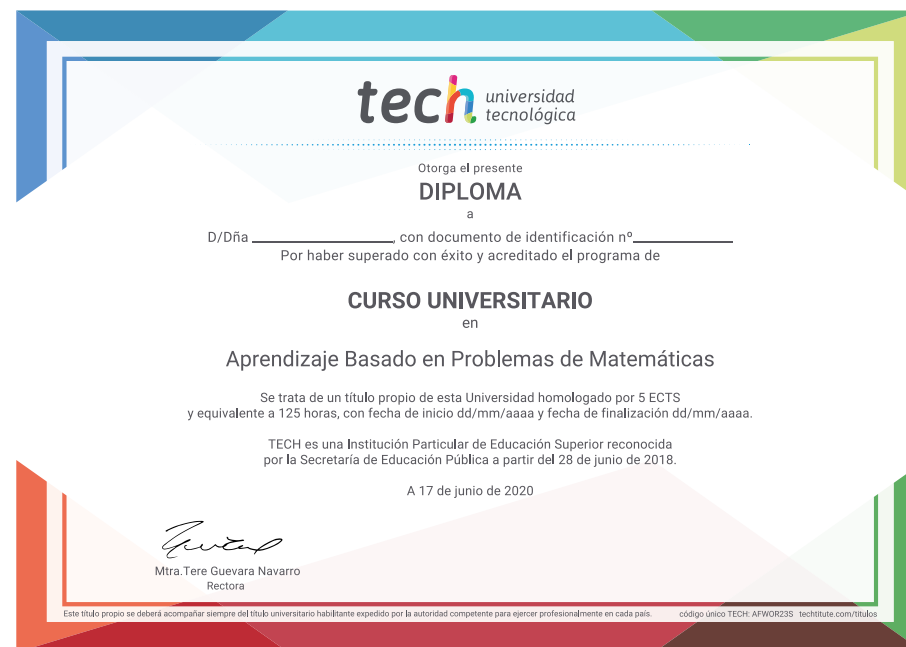 tech universidad
tecnológica
Otorga el presente
DIPLOMA
a
D/Dña ____________________, con documento de identificación nº______________
Por haber superado con éxito y acreditado el programa de
CURSO UNIVERSITARIO
en
Aprendizaje Basado en Problemas de Matemáticas
Se trata de un título propio de esta Universidad homologado por 5 ECTS
y equivalente a 125 horas, con fecha de inicio dd/mm/aaaa y fecha de finalización dd/mm/aaaa.
TECH es una Institución Particular de Educación Superior reconocida
por la Secretaría de Educación Pública a partir del 28 de junio de 2018.
A 17 de junio de 2020
Mtra.Tere Guevara Navarro
Rectora
Este título propio se deberá acompañar siempre del título universitario habilitante expedido por la autoridad competente para ejercer profesionalmente en cada país. código único TECH: AFWOR23S techtitute.com/titulos